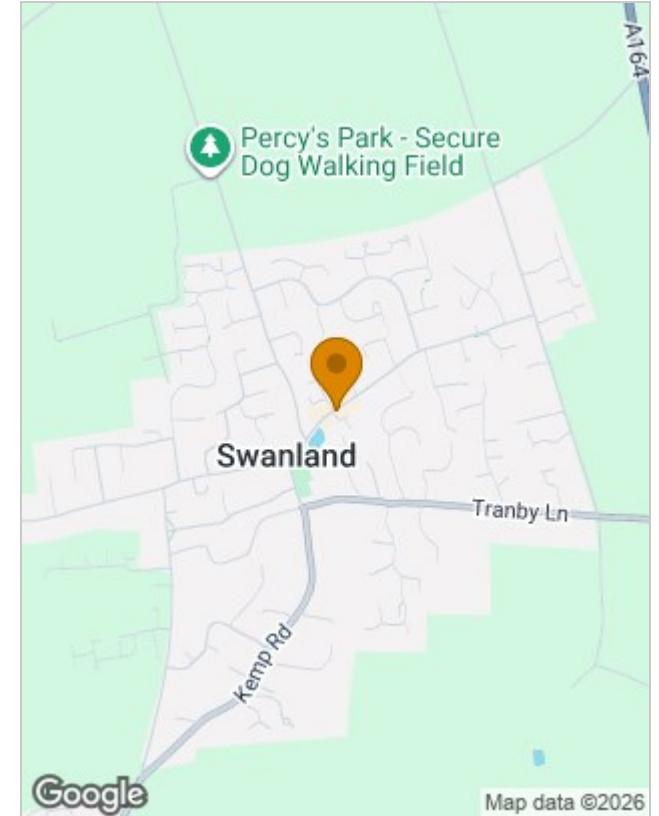 A164
Percy's Park - Secure
Dog Walking Field
Swanland
Tranby Ln
Kemp Rd
Google
Map data ©2026